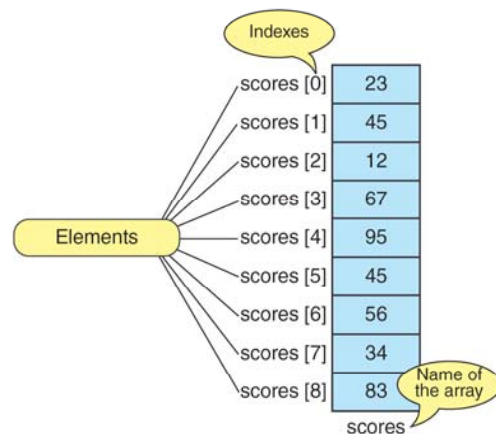 Indexes
scores [0] 23
scores [1] 45
scores [2] 12
scores [3] 67
Elements
scores [4] 95
scores [5] 45
scores [6] 56
scores [7] 34
scores [8] 83
Name of
the array
scores